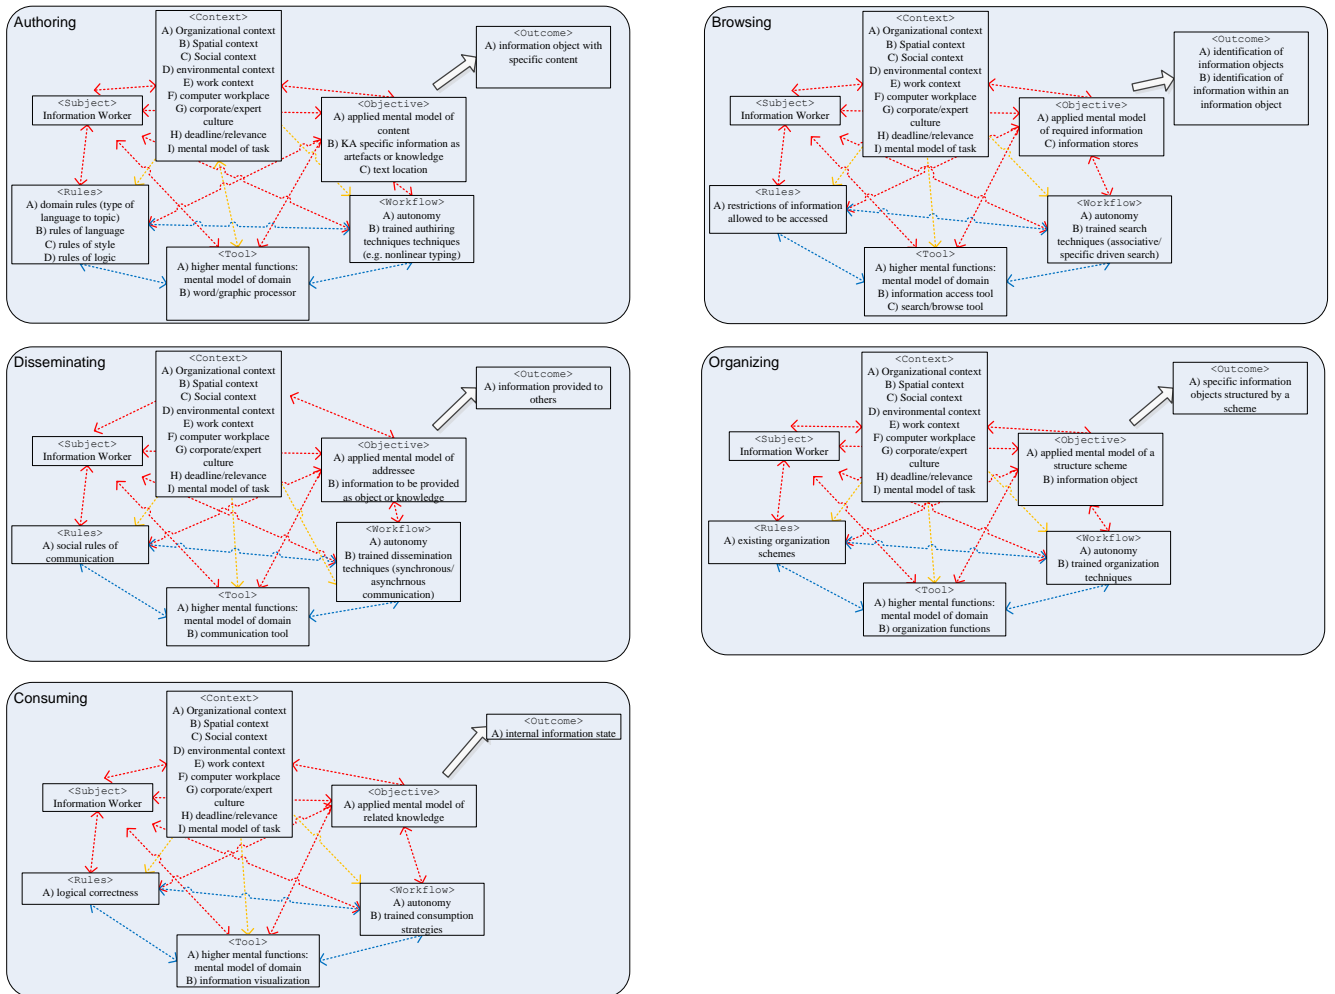 Authoring
<Context>
A) Organizational context
B) Spatial context
C) Social context
D) environmental context
E) work context
F) computer workplace
G) corporate/expert
culture
H) deadline/relevance
I) mental model of task
<Outcome>
A) information object with
specific content
<Subject>
Information Worker
<Objective>
A) applied mental model of
content
B) KA specific information as
artefacts or knowledge
C) text location
<Rules>
A) domain rules (type of
language to topic)
B) rules of language
C) rules of style
D) rules of logic
<Workflow>
A) autonomy
B) trained authiring
techniques techniques
(e.g. nonlinear typing)
<Tool>
A) higher mental functions:
mental model of domain
B) word/graphic processor
Browsing
<Context>
A) Organizational context
B) Spatial context
C) Social context
D) environmental context
E) work context
F) computer workplace
G) corporate/expert
culture
H) deadline/relevance
I) mental model of task
<Outcome>
A) identification of
information objects
B) identification of
information within an
information object
<Subject>
Information Worker
<Objective>
A) applied mental model
of required information
C) information stores
<Rules>
A) restrictions of information
allowed to be accessed
<Workflow>
A) autonomy
B) trained search
techniques (associative/
specific driven search)
<Tool>
A) higher mental functions:
mental model of domain
B) information access tool
C) search/browse tool
Disseminating
<Context>
A) Organizational context
B) Spatial context
C) Social context
D) environmental context
E) work context
F) computer workplace
G) corporate/expert
culture
H) deadline/relevance
I) mental model of task
<Outcome>
A) information provided to
others
<Subject>
Information Worker
<Objective>
A) applied mental model of
addressee
B) information to be provided
as object or knowledge
<Rules>
A) social rules of
communication
<Workflow>
A) autonomy
B) trained dissemination
techniques (synchronous/
asynchrnous
communication)
<Tool>
A) higher mental functions:
mental model of domain
B) communication tool
Organizing
<Context>
A) Organizational context
B) Spatial context
C) Social context
D) environmental context
E) work context
F) computer workplace
G) corporate/expert
culture
H) deadline/relevance
I) mental model of task
<Outcome>
A) specific information
objects structured by a
scheme
<Subject>
Information Worker
<Objective>
A) applied mental model of a
structure scheme
B) information object
<Rules>
A) existing organization
schemes
<Workflow>
A) autonomy
B) trained organization
techniques
<Tool>
A) higher mental functions:
mental model of domain
B) organization functions
Consuming
<Context>
A) Organizational context
B) Spatial context
C) Social context
D) environmental context
E) work context
F) computer workplace
G) corporate/expert
culture
H) deadline/relevance
I) mental model of task
<Outcome>
A) internal information state
<Subject>
Information Worker
<Objective>
A) applied mental model of
related knowledge
<Rules>
A) logical correctness
<Workflow>
A) autonomy
B) trained consumption
strategies
<Tool>
A) higher mental functions:
mental model of domain
B) information visualization